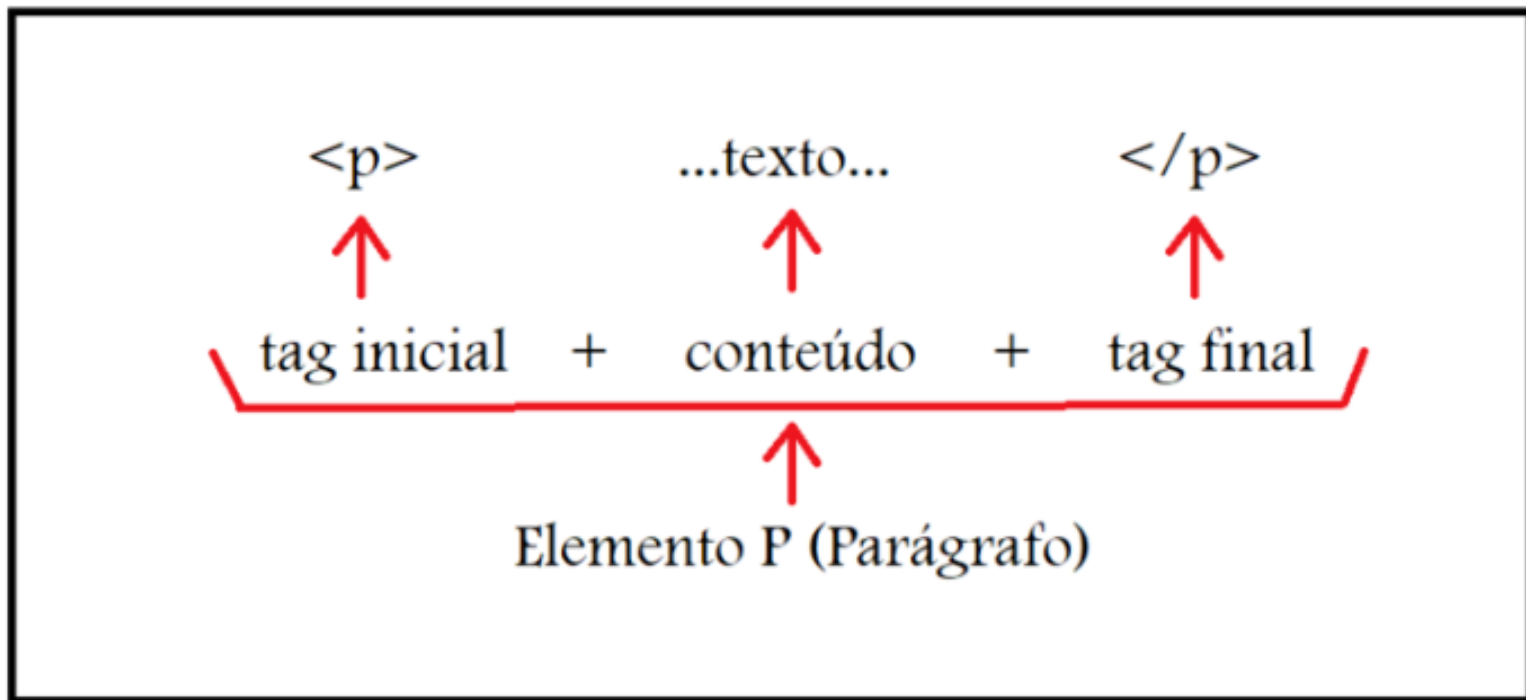 <p> ...texto... </p>
tag inicial + conteúdo + tag final
Elemento P (Parágrafo)